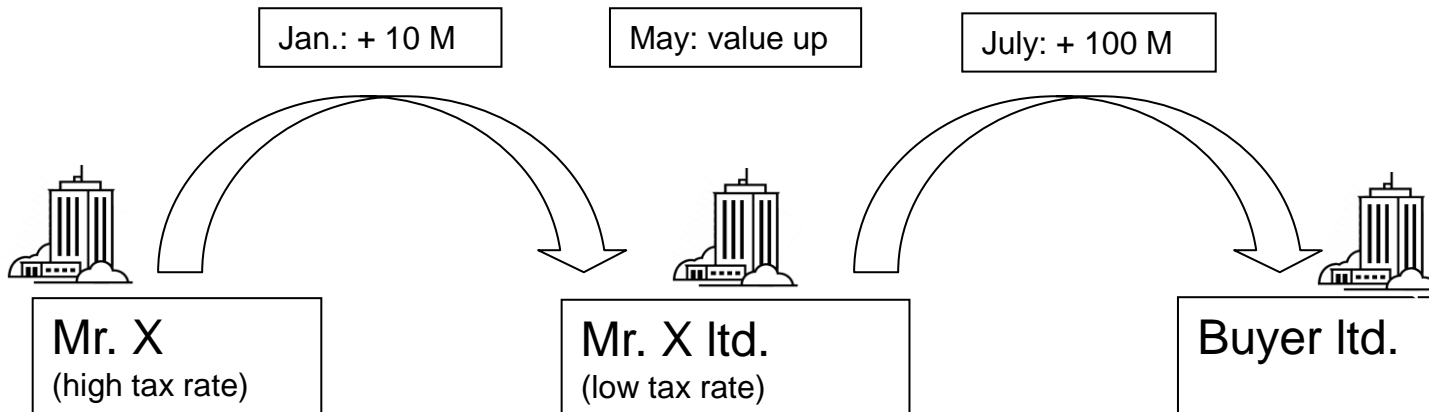 Jan.: + 10 M
May: value up
July: + 100 M
Mr. X
(high tax rate)
Mr. X ltd.
(low tax rate)
Buyer ltd.